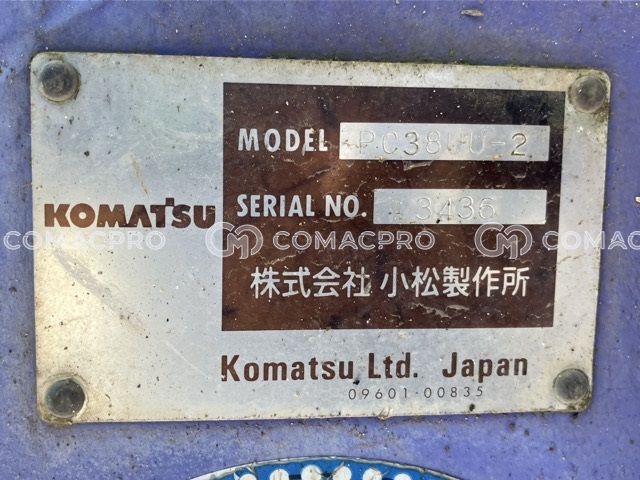 MODEL PC38UU-2
KOMATSU
SERIAL NO. 3436
COMACPRO COMACPRO COMACPRO
株式会社 小松製作所
Komatsu Ltd. Japan
09601-00835